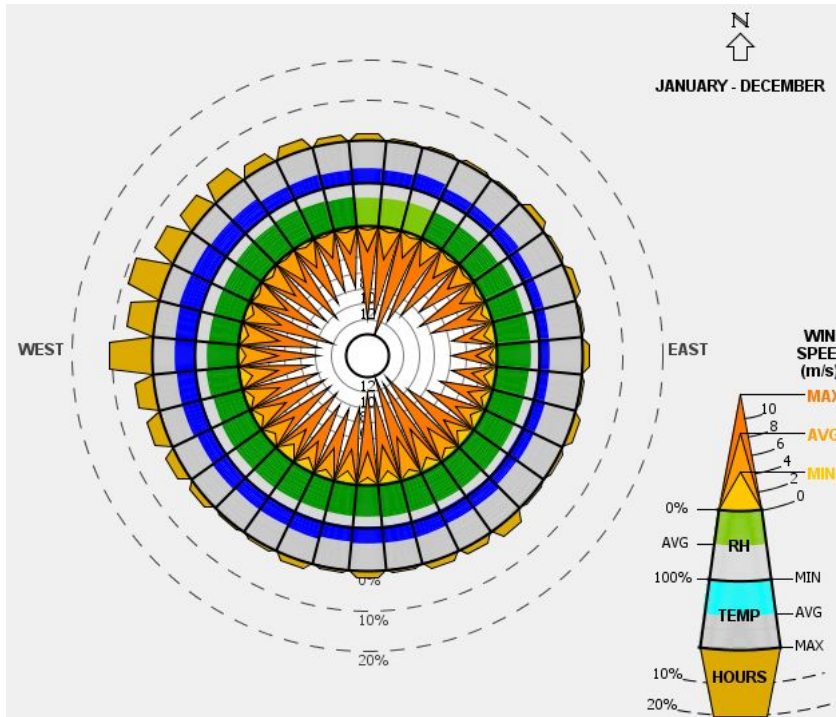 N
JANUARY - DECEMBER
WEST
EAST
12
10
0%
10%
20%
WIN
SPEE
(m/s)
MAX
10
8
AVG
6
4
MIN
2
0
0%
AVG
RH
100%
MIN
TEMP
AVG
MAX
HOURS
10%
20%